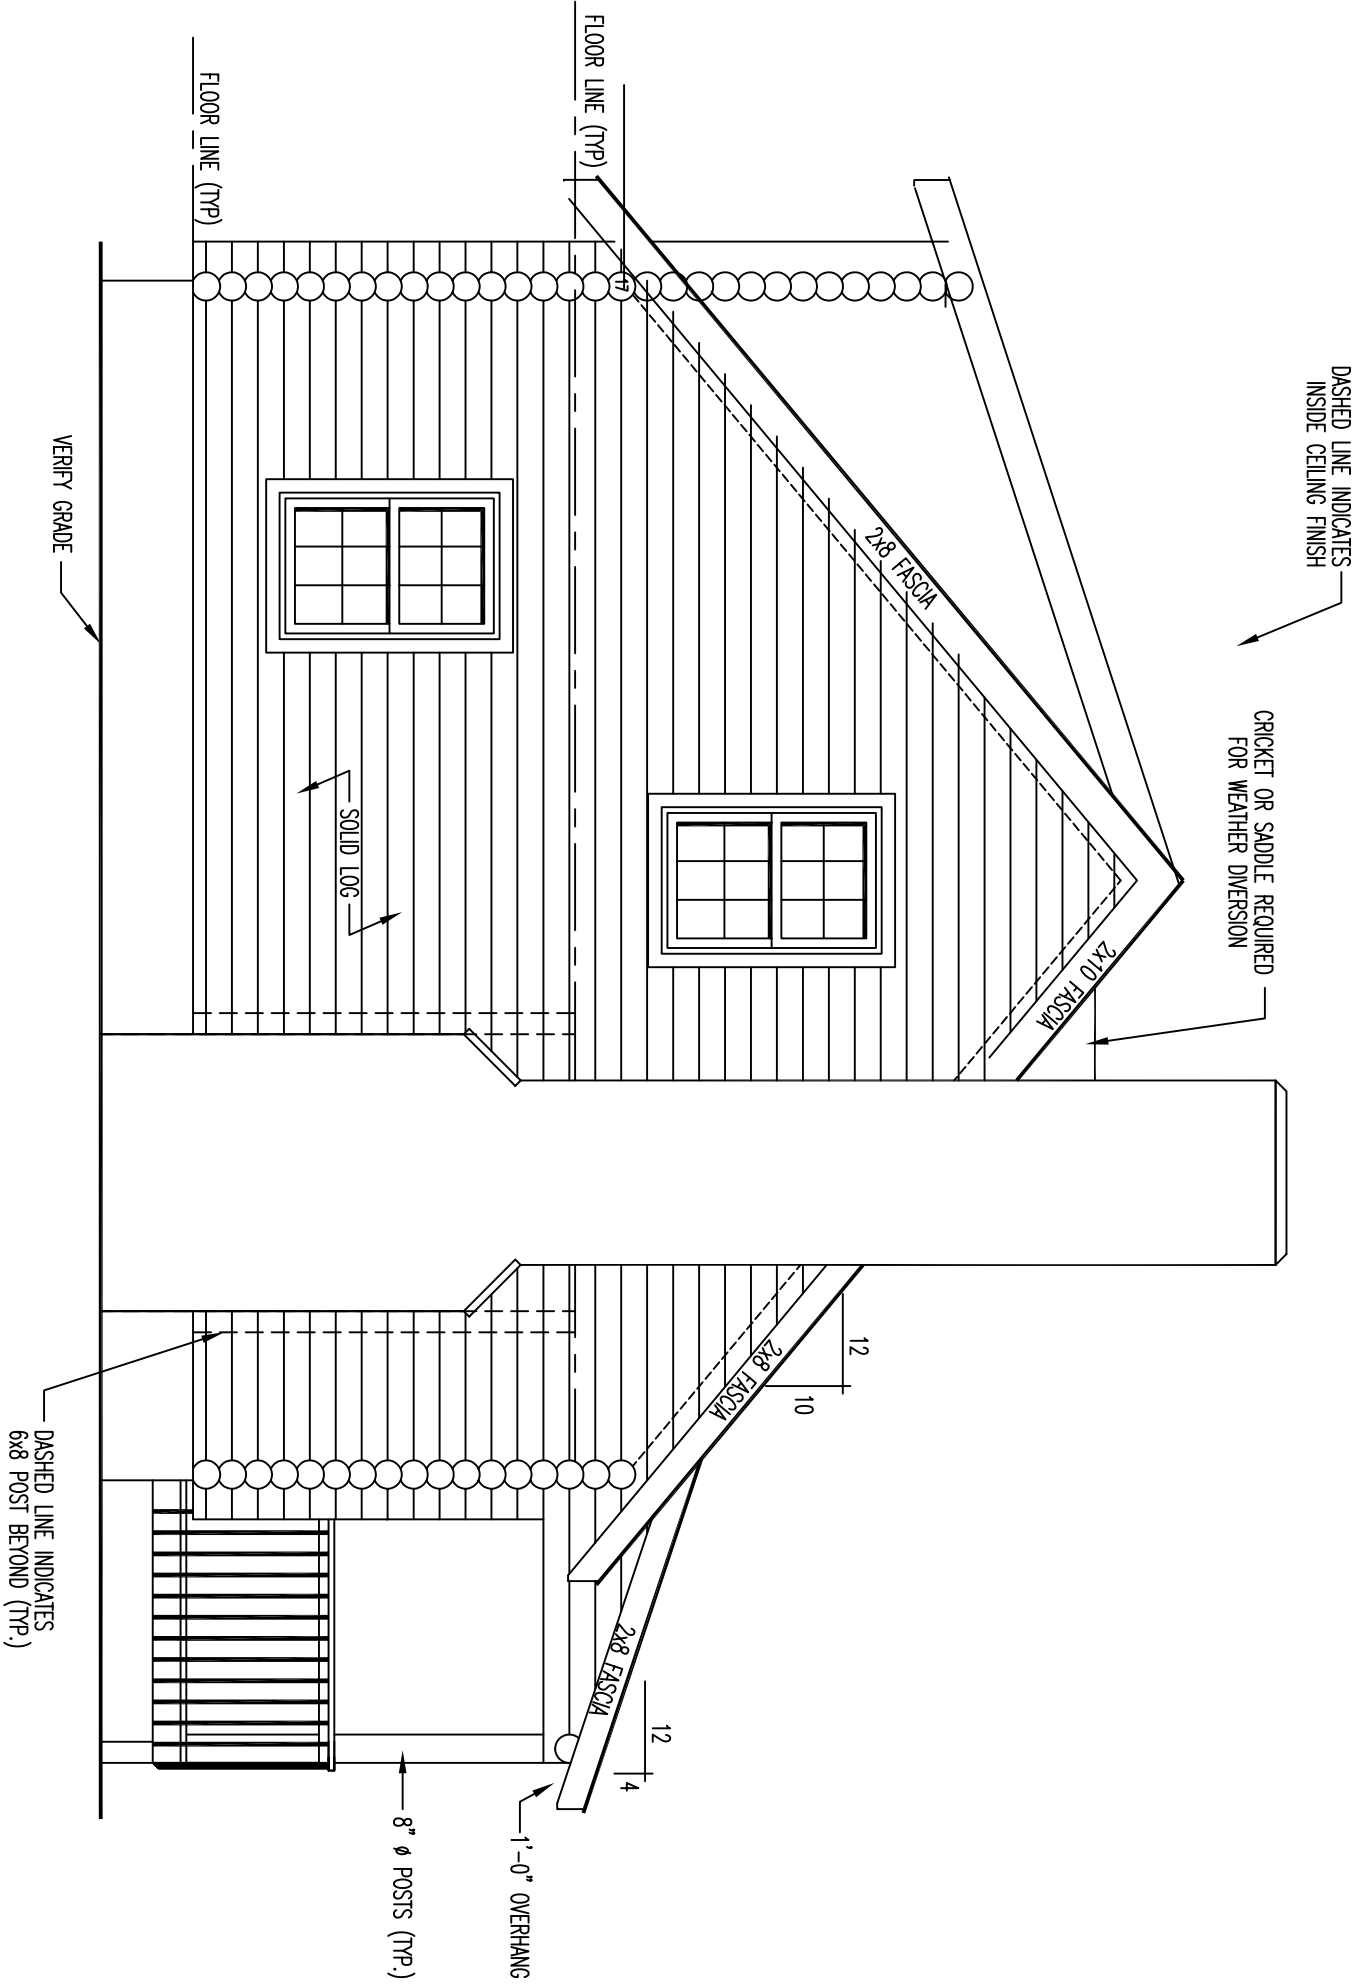 DASHED LINE INDICATES
INSIDE CEILING FINISH
CRICKET OR SADDLE REQUIRED
FOR WEATHER DIVERSION
2x8 FASCIA
2x10 FASCIA
12
10
2x8 FASCIA
FLOOR LINE (TYP)
17
2x8 FASCIA
12
4
1'-0" OVERHANG
SOLID LOG
8" ø POSTS (TYP.)
FLOOR LINE (TYP)
VERIFY GRADE
DASHED LINE INDICATES
6x8 POST BEYOND (TYP.)